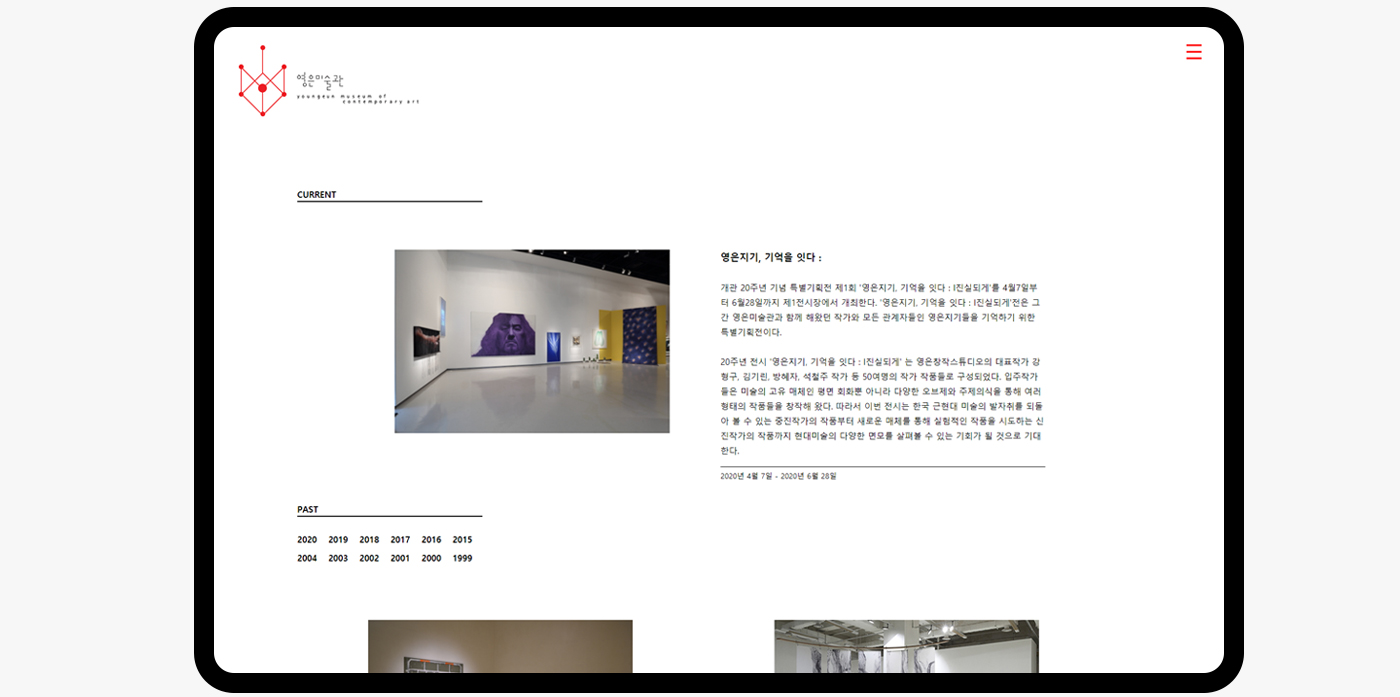 영은미술관
youngeun museum of
contemporary art
CURRENT
영은지기, 기억을 잇다 :
개관 20주년 기념 특별기획전 제1회 '영은지기, 기억을 잇다 : I진실되게'를 4월7일부
터 6월28일까지 제1전시장에서 개최한다. '영은지기, 기억을 잇다 : I진실되게'전은 그
간 영은미술관과 함께 해왔던 작가와 모든 관계자들인 영은지기들을 기억하기 위한
특별기획전이다.
20주년 전시 '영은지기, 기억을 잇다 : I진실되게' 는 영은창작스튜디오의 대표작가 강
형구, 김기린, 방혜자, 석철주 작가 등 50여명의 작가 작품들로 구성되었다. 입주작가
들은 미술의 고유 매체인 평면 회화뿐 아니라 다양한 오브제와 주제의식을 통해 여러
형태의 작품들을 창작해 왔다. 따라서 이번 전시는 한국 근현대 미술의 발자취를 되돌
아 볼 수 있는 중진작가의 작품부터 새로운 매체를 통해 실험적인 작품을 시도하는 신
진작가의 작품까지 현대미술의 다양한 면모를 살펴볼 수 있는 기회가 될 것으로 기대
한다.
2020년 4월 7일 - 2020년 6월 28일
PAST
2020 2019 2018 2017 2016 2015
2004 2003 2002 2001 2000 1999